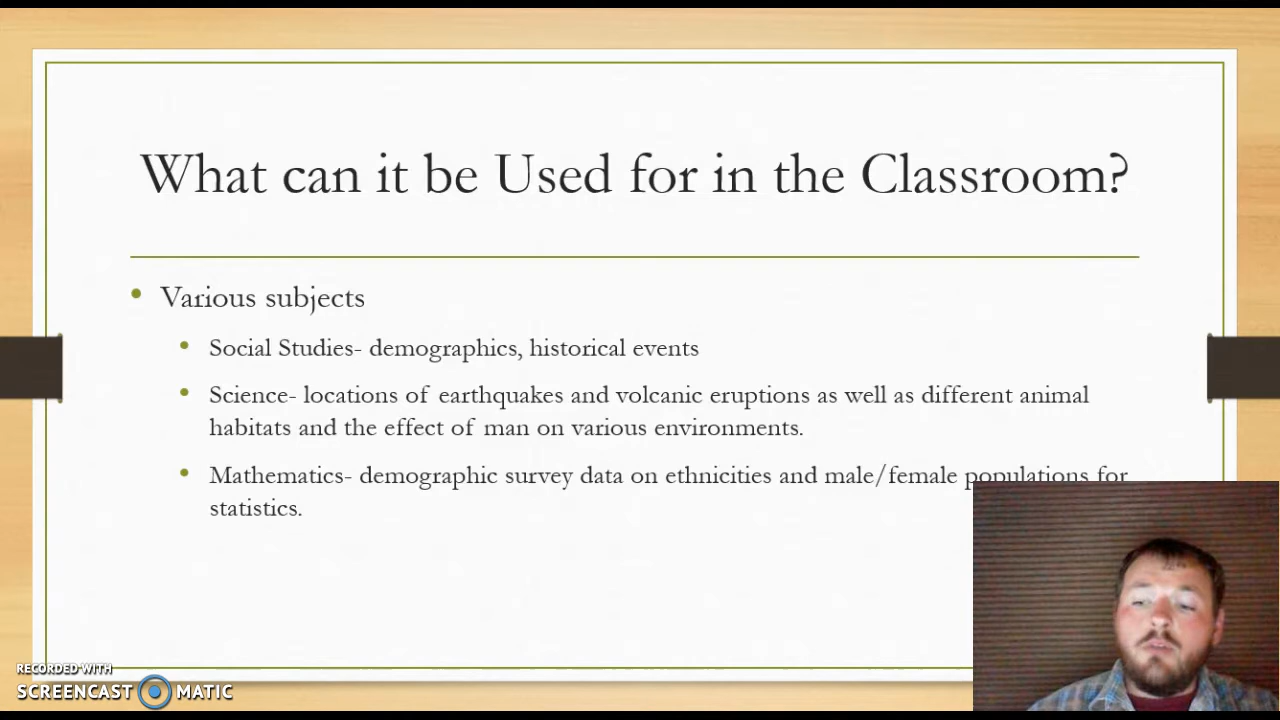 What can it be Used for in the Classroom?
• Various subjects
• Social Studies- demographics, historical events
• Science- locations of earthquakes and volcanic eruptions as well as different animal
habitats and the effect of man on various environments.
• Mathematics- demographic survey data on ethnicities and male/female populations for
statistics.
RECORDED WITH
SCREENCAST MATIC